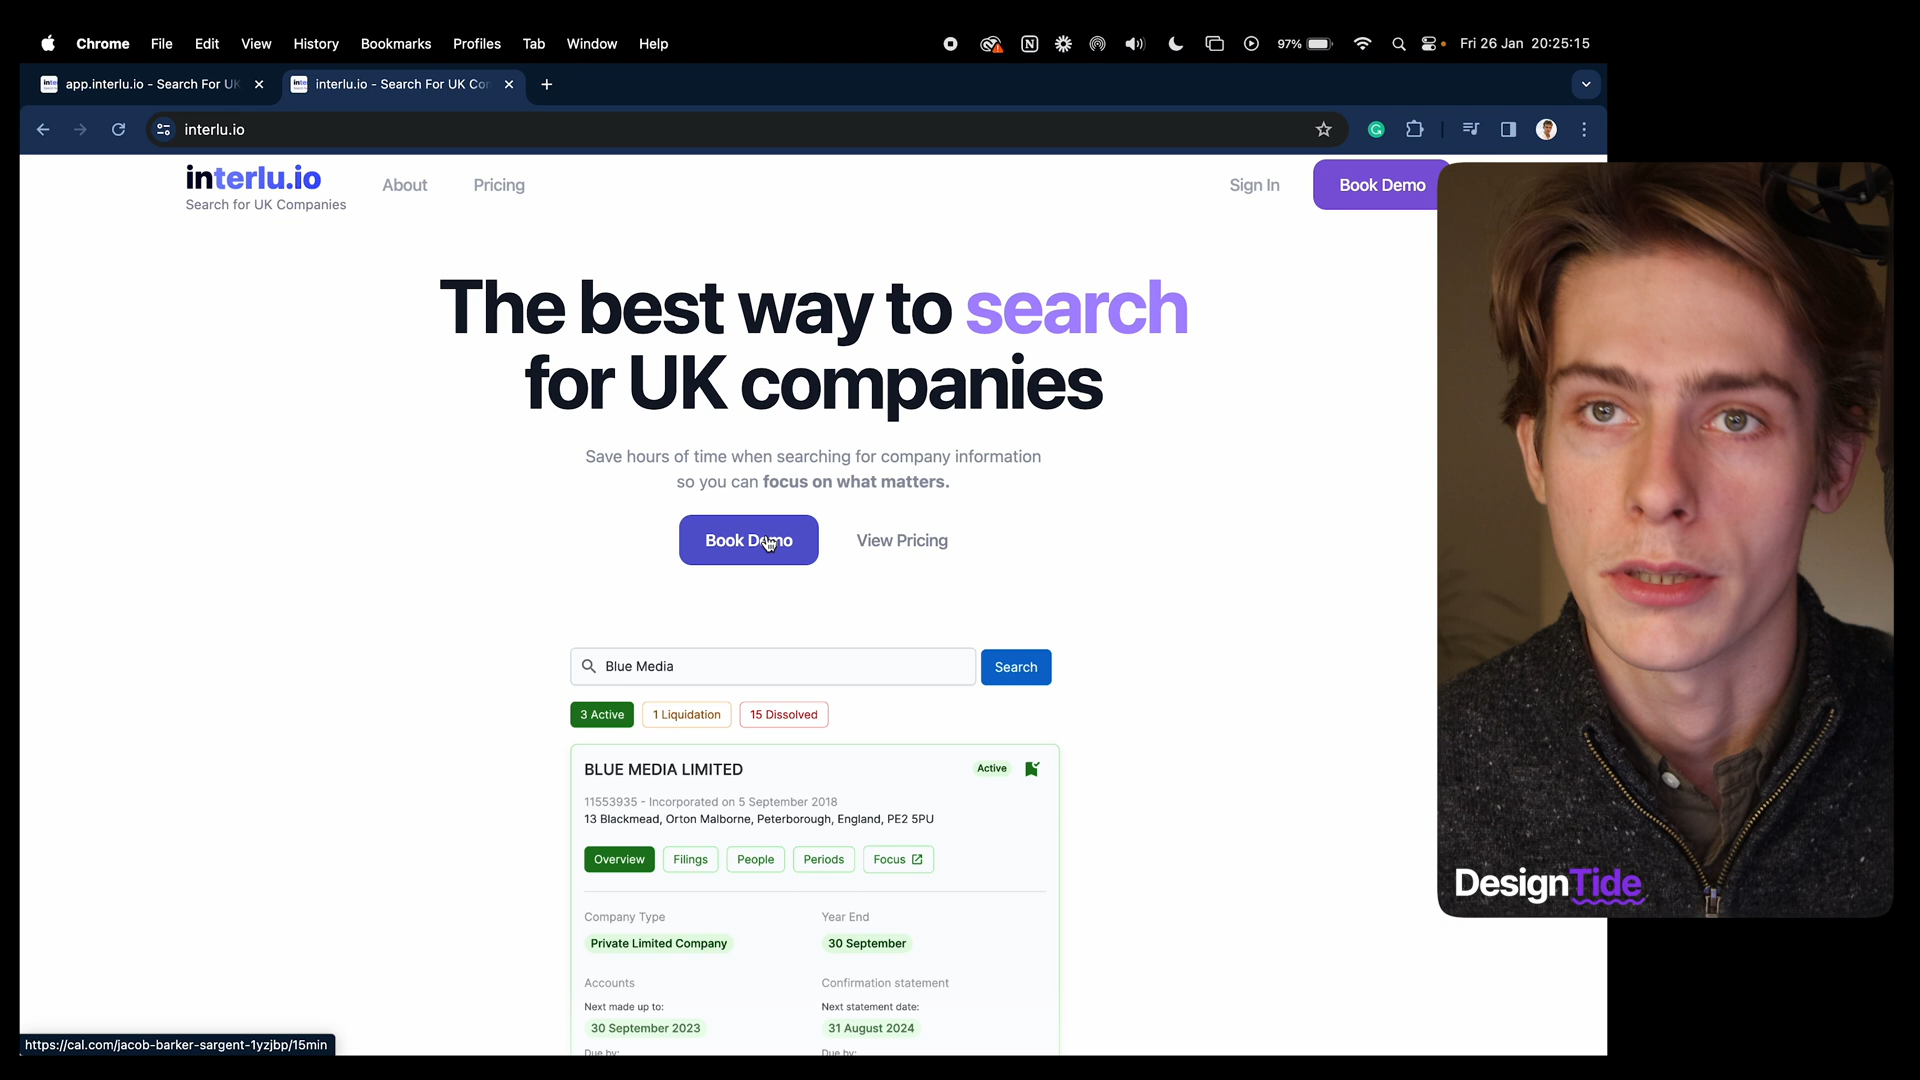 Chrome File Edit View History Bookmarks Profiles Tab Window Help 97% Fri 26 Jan 20:25:15
app.interlu.io - Search For UK interlu.io - Search For UK Cor
interlu.io
interlu.io About Pricing Sign In Book Demo
Search for UK Companies
The best way to search
for UK companies
Save hours of time when searching for company information
so you can focus on what matters.
Book Demo View Pricing
Blue Media Search
3 Active 1 Liquidation 15 Dissolved
BLUE MEDIA LIMITED Active
11553935 - Incorporated on 5 September 2018
13 Blackmead, Orton Malborne, Peterborough, England, PE2 5PU
Overview Filings People Periods Focus
Company Type Year End
Private Limited Company 30 September
Accounts Confirmation statement
Next made up to: Next statement date:
30 September 2023 31 August 2024
Due by: Due by:
https://cal.com/jacob-barker-sargent-1yzjbp/15min
DesignTide